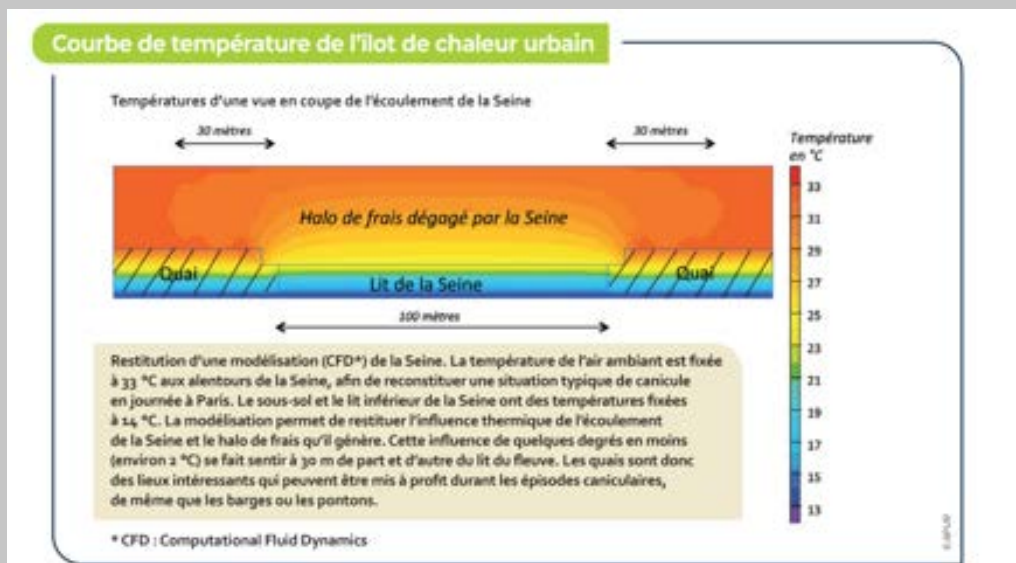 Courbe de température de l'îlot de chaleur urbain
Températures d'une vue en coupe de l'écoulement de la Seine
30 mètres
30 mètres
Température
en °C
Halo de frais dégagé par la Seine
Quai
Quai
Lit de la Seine
100 mètres
33
31
29
27
25
23
21
19
17
15
13
Restitution d'une modélisation (CFD*) de la Seine. La température de l'air ambiant est fixée
à 33 °C aux alentours de la Seine, afin de reconstituer une situation typique de canicule
en journée à Paris. Le sous-sol et le lit inférieur de la Seine ont des températures fixées
à 14 °C. La modélisation permet de restituer l'influence thermique de l'écoulement
de la Seine et le halo de frais qu'il génère. Cette influence de quelques degrés en moins
(environ 2 °C) se fait sentir à 30 m de part et d'autre du lit du fleuve. Les quais sont donc
des lieux intéressants qui peuvent être mis à profit durant les épisodes caniculaires,
de même que les barges ou les pontons.
* CFD : Computational Fluid Dynamics